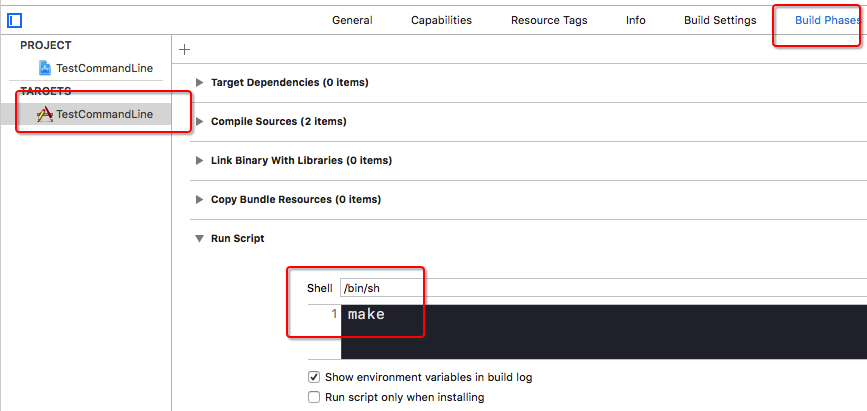 General Capabilities Resource Tags Info Build Settings Build Phases
PROJECT
TestCommandLine
TARGETS
TestCommandLine
Target Dependencies (0 items)
Compile Sources (2 items)
Link Binary With Libraries (0 items)
Copy Bundle Resources (0 items)
Run Script
Shell /bin/sh
1 make
Show environment variables in build log
Run script only when installing